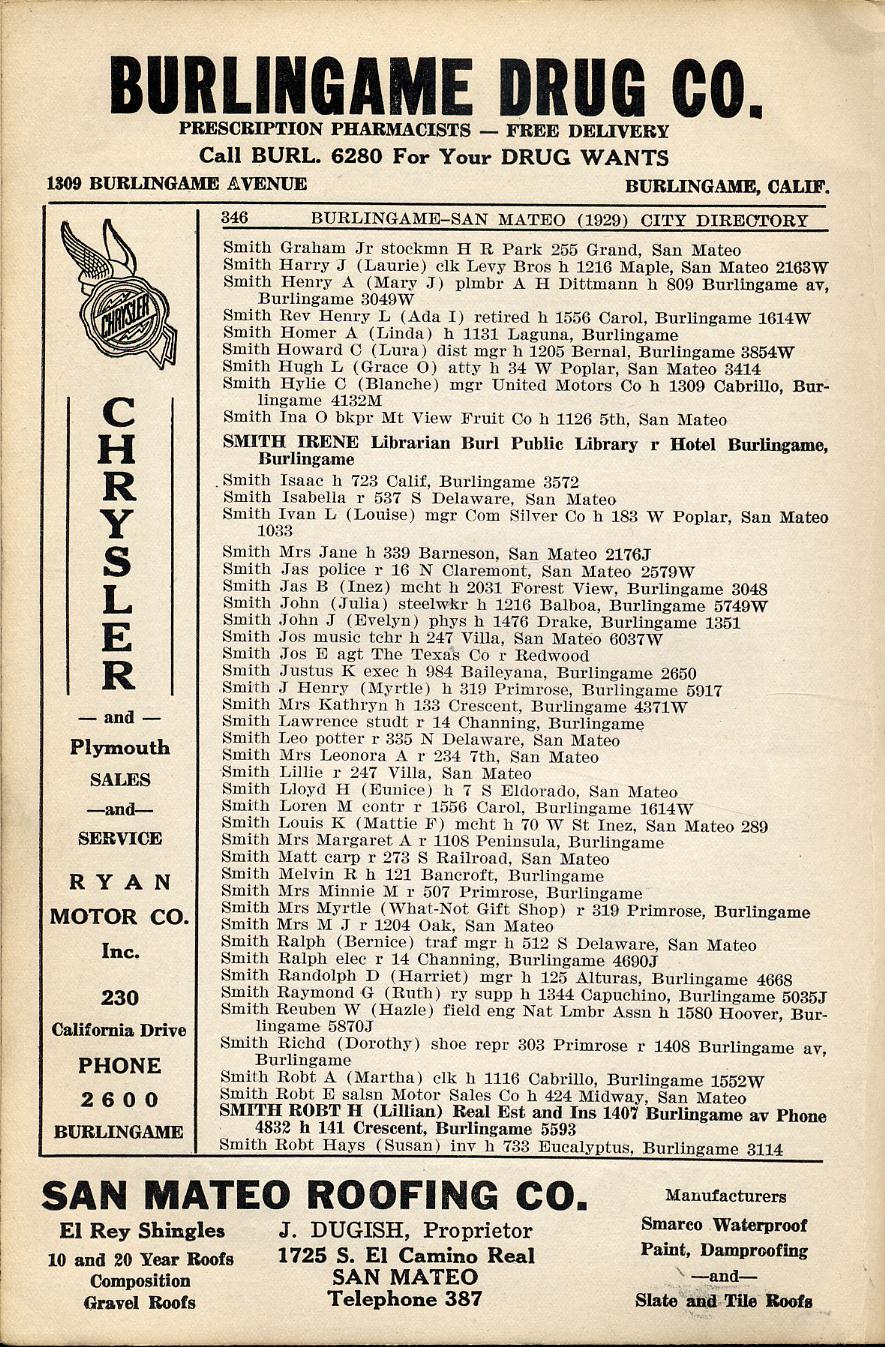 BURLINGAME DRUG CO.
PRESCRIPTION PHARMACISTS — FREE DELIVERY
Call BURL. 6280 For Your DRUG WANTS
1309 BURLINGAME AVENUE BURLINGAME, CALIF.
CHRYSLER
CHRYSLER
— and —
Plymouth
SALES
—and—
SERVICE
RYAN
MOTOR CO.
Inc.
230
California Drive
PHONE
2600
BURLINGAME
346 BURLINGAME–SAN MATEO (1929) CITY DIRECTORY
Smith Graham Jr stockmn H R Park 255 Grand, San Mateo
Smith Harry J (Laurie) clk Levy Bros h 1216 Maple, San Mateo 2163W
Smith Henry A (Mary J) plmbr A H Dittmann h 809 Burlingame av,
Burlingame 3049W
Smith Rev Henry L (Ada I) retired h 1556 Carol, Burlingame 1614W
Smith Homer A (Linda) h 1131 Laguna, Burlingame
Smith Howard C (Lura) dist mgr h 1205 Bernal, Burlingame 3854W
Smith Hugh L (Grace O) atty h 34 W Poplar, San Mateo 3414
Smith Hylie C (Blanche) mgr United Motors Co h 1309 Cabrillo, Bur-
lingame 4132M
Smith Ina O bkpr Mt View Fruit Co h 1126 5th, San Mateo
SMITH IRENE Librarian Burl Public Library r Hotel Burlingame,
Burlingame
Smith Isaac h 723 Calif, Burlingame 3572
Smith Isabella r 537 S Delaware, San Mateo
Smith Ivan L (Louise) mgr Com Silver Co h 183 W Poplar, San Mateo
1033
Smith Mrs Jane h 339 Barneson, San Mateo 2176J
Smith Jas police r 16 N Claremont, San Mateo 2579W
Smith Jas B (Inez) mcht h 2031 Forest View, Burlingame 3048
Smith John (Julia) steelwkr h 1216 Balboa, Burlingame 5749W
Smith John J (Evelyn) phys h 1476 Drake, Burlingame 1351
Smith Jos music tchr h 247 Villa, San Mateo 6037W
Smith Jos E agt The Texas Co r Redwood
Smith Justus K exec h 984 Baileyana, Burlingame 2650
Smith J Henry (Myrtle) h 319 Primrose, Burlingame 5917
Smith Mrs Kathryn h 133 Crescent, Burlingame 4371W
Smith Lawrence studt r 14 Channing, Burlingame
Smith Leo potter r 335 N Delaware, San Mateo
Smith Mrs Leonora A r 234 7th, San Mateo
Smith Lillie r 247 Villa, San Mateo
Smith Lloyd H (Eunice) h 7 S Eldorado, San Mateo
Smith Loren M contr r 1556 Carol, Burlingame 1614W
Smith Louis K (Mattie F) mcht h 70 W St Inez, San Mateo 289
Smith Mrs Margaret A r 1108 Peninsula, Burlingame
Smith Matt carp r 273 S Railroad, San Mateo
Smith Melvin R h 121 Bancroft, Burlingame
Smith Mrs Minnie M r 507 Primrose, Burlingame
Smith Mrs Myrtle (What-Not Gift Shop) r 319 Primrose, Burlingame
Smith Mrs M J r 1204 Oak, San Mateo
Smith Ralph (Bernice) traf mgr h 512 S Delaware, San Mateo
Smith Ralph elec r 14 Channing, Burlingame 4690J
Smith Randolph D (Harriet) mgr h 125 Alturas, Burlingame 4668
Smith Raymond G (Ruth) ry supp h 1344 Capuchino, Burlingame 5035J
Smith Reuben W (Hazle) field eng Nat Lmbr Assn h 1580 Hoover, Bur-
lingame 5870J
Smith Richd (Dorothy) shoe repr 303 Primrose r 1408 Burlingame av,
Burlingame
Smith Robt A (Martha) clk h 1116 Cabrillo, Burlingame 1552W
Smith Robt E salsn Motor Sales Co h 424 Midway, San Mateo
SMITH ROBT H (Lillian) Real Est and Ins 1407 Burlingame av Phone
4832 h 141 Crescent, Burlingame 5593
Smith Robt Hays (Susan) inv h 733 Eucalyptus, Burlingame 3114
SAN MATEO ROOFING CO.
El Rey Shingles
10 and 20 Year Roofs
Composition
Gravel Roofs
J. DUGISH, Proprietor
1725 S. El Camino Real
SAN MATEO
Telephone 387
Manufacturers
Smarco Waterproof
Paint, Dampproofing
—and—
Slate and Tile Roofs